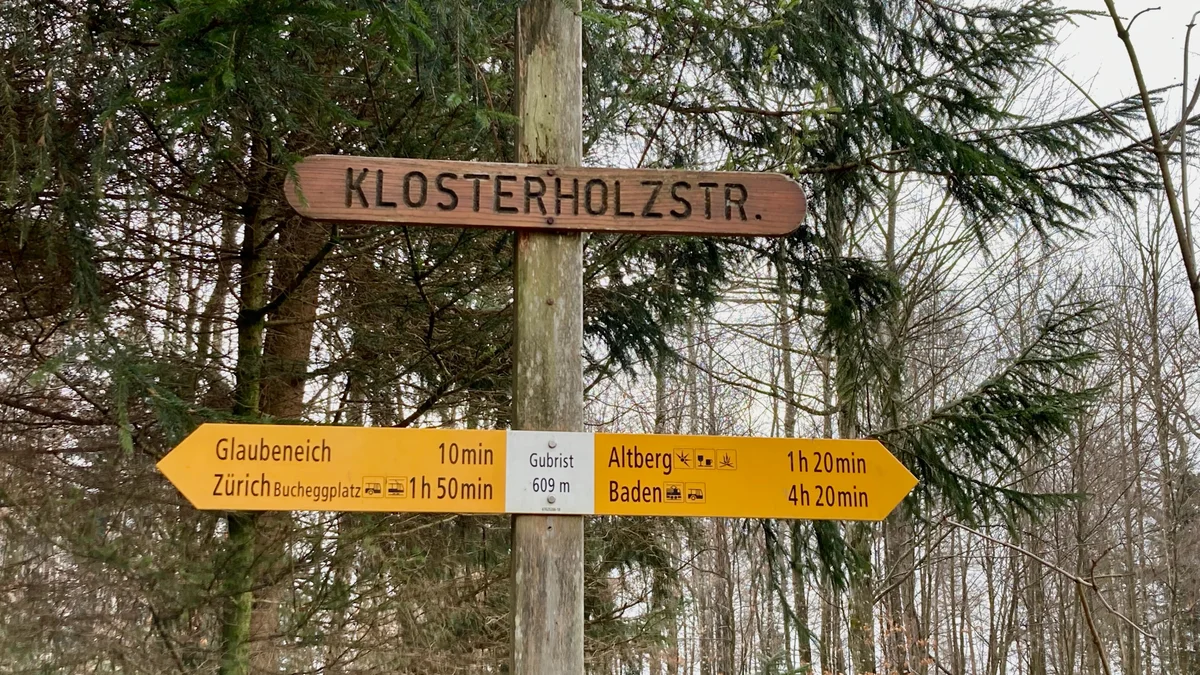 KLOSTERHOLZSTR.
Glaubeneich 10min
Zürich Bucheggplatz 1h 50min
Gubrist
609 m
Altberg 1h 20min
Baden 4h 20min